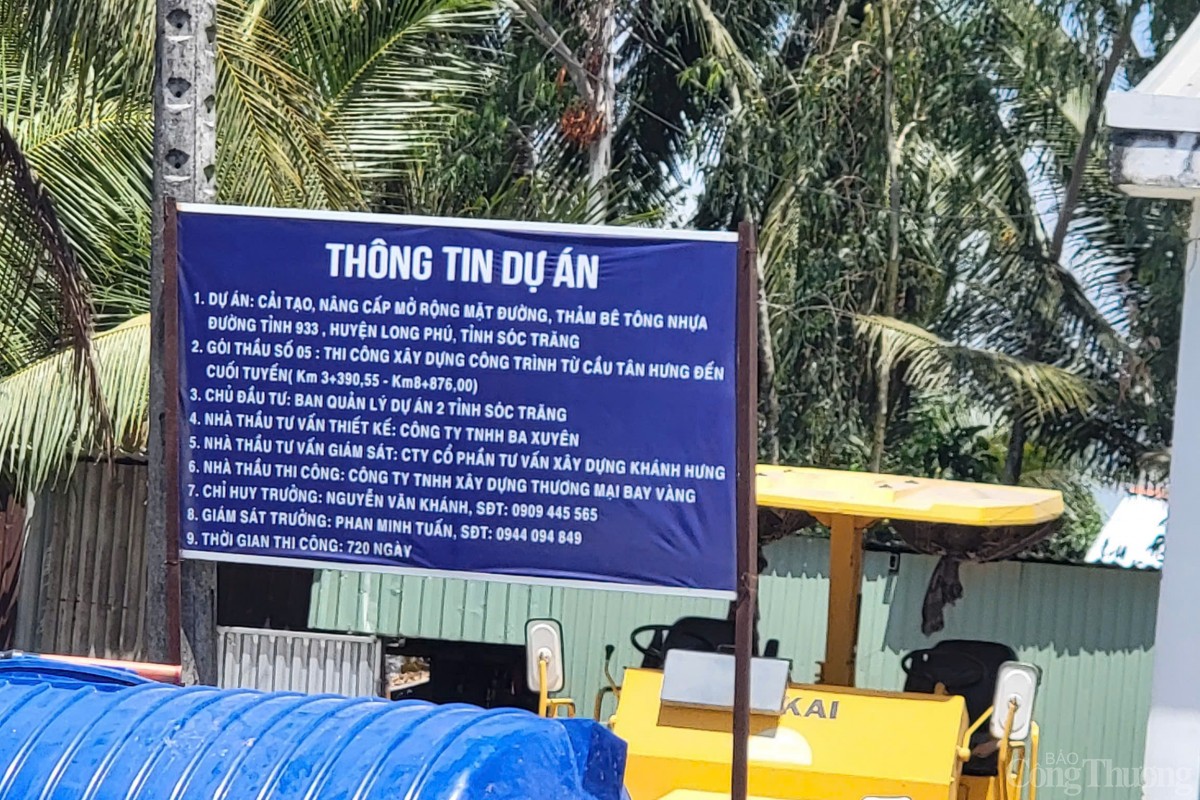 THÔNG TIN DỰ ÁN
1. DỰ ÁN: CẢI TẠO, NÂNG CẤP MỞ RỘNG MẶT ĐƯỜNG, THẢM BÊ TÔNG NHỰA
ĐƯỜNG TỈNH 933 , HUYỆN LONG PHÚ, TỈNH SÓC TRĂNG
2. GÓI THẦU SỐ 05 : THI CÔNG XÂY DỰNG CÔNG TRÌNH TỪ CẦU TÂN HƯNG ĐẾN
CUỐI TUYẾN( Km 3+390,55 - Km8+876,00)
3. CHỦ ĐẦU TƯ: BAN QUẢN LÝ DỰ ÁN 2 TỈNH SÓC TRĂNG
4. NHÀ THẦU TƯ VẤN THIẾT KẾ: CÔNG TY TNHH BA XUYÊN
5. NHÀ THẦU TƯ VẤN GIÁM SÁT: CTY CỔ PHẦN TƯ VẤN XÂY DỰNG KHÁNH HƯNG
6. NHÀ THẦU THI CÔNG: CÔNG TY TNHH XÂY DỰNG THƯƠNG MẠI BAY VÀNG
7. CHỈ HUY TRƯỞNG: NGUYỄN VĂN KHÁNH, SĐT: 0909 445 565
8. GIÁM SÁT TRƯỞNG: PHAN MINH TUẤN, SĐT: 0944 094 849
9. THỜI GIAN THI CÔNG: 720 NGÀY
KAI
BÁO
Công Thương